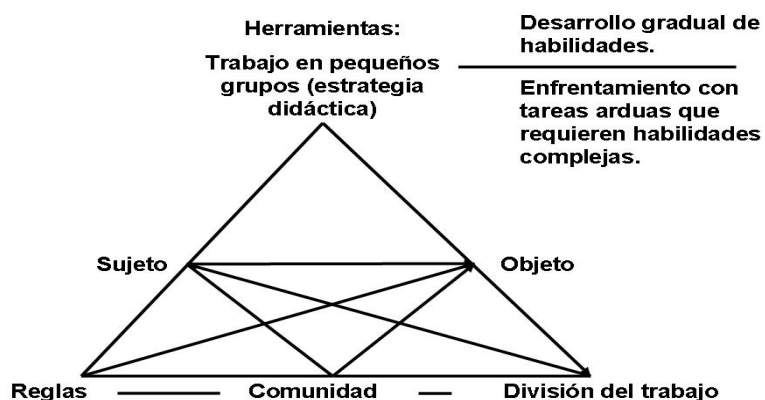 Herramientas:
Trabajo en pequeños
grupos (estrategia
didáctica)
Desarrollo gradual de
habilidades.
Enfrentamiento con
tareas arduas que
requieren habilidades
complejas.
Sujeto
Objeto
Reglas
Comunidad
División del trabajo